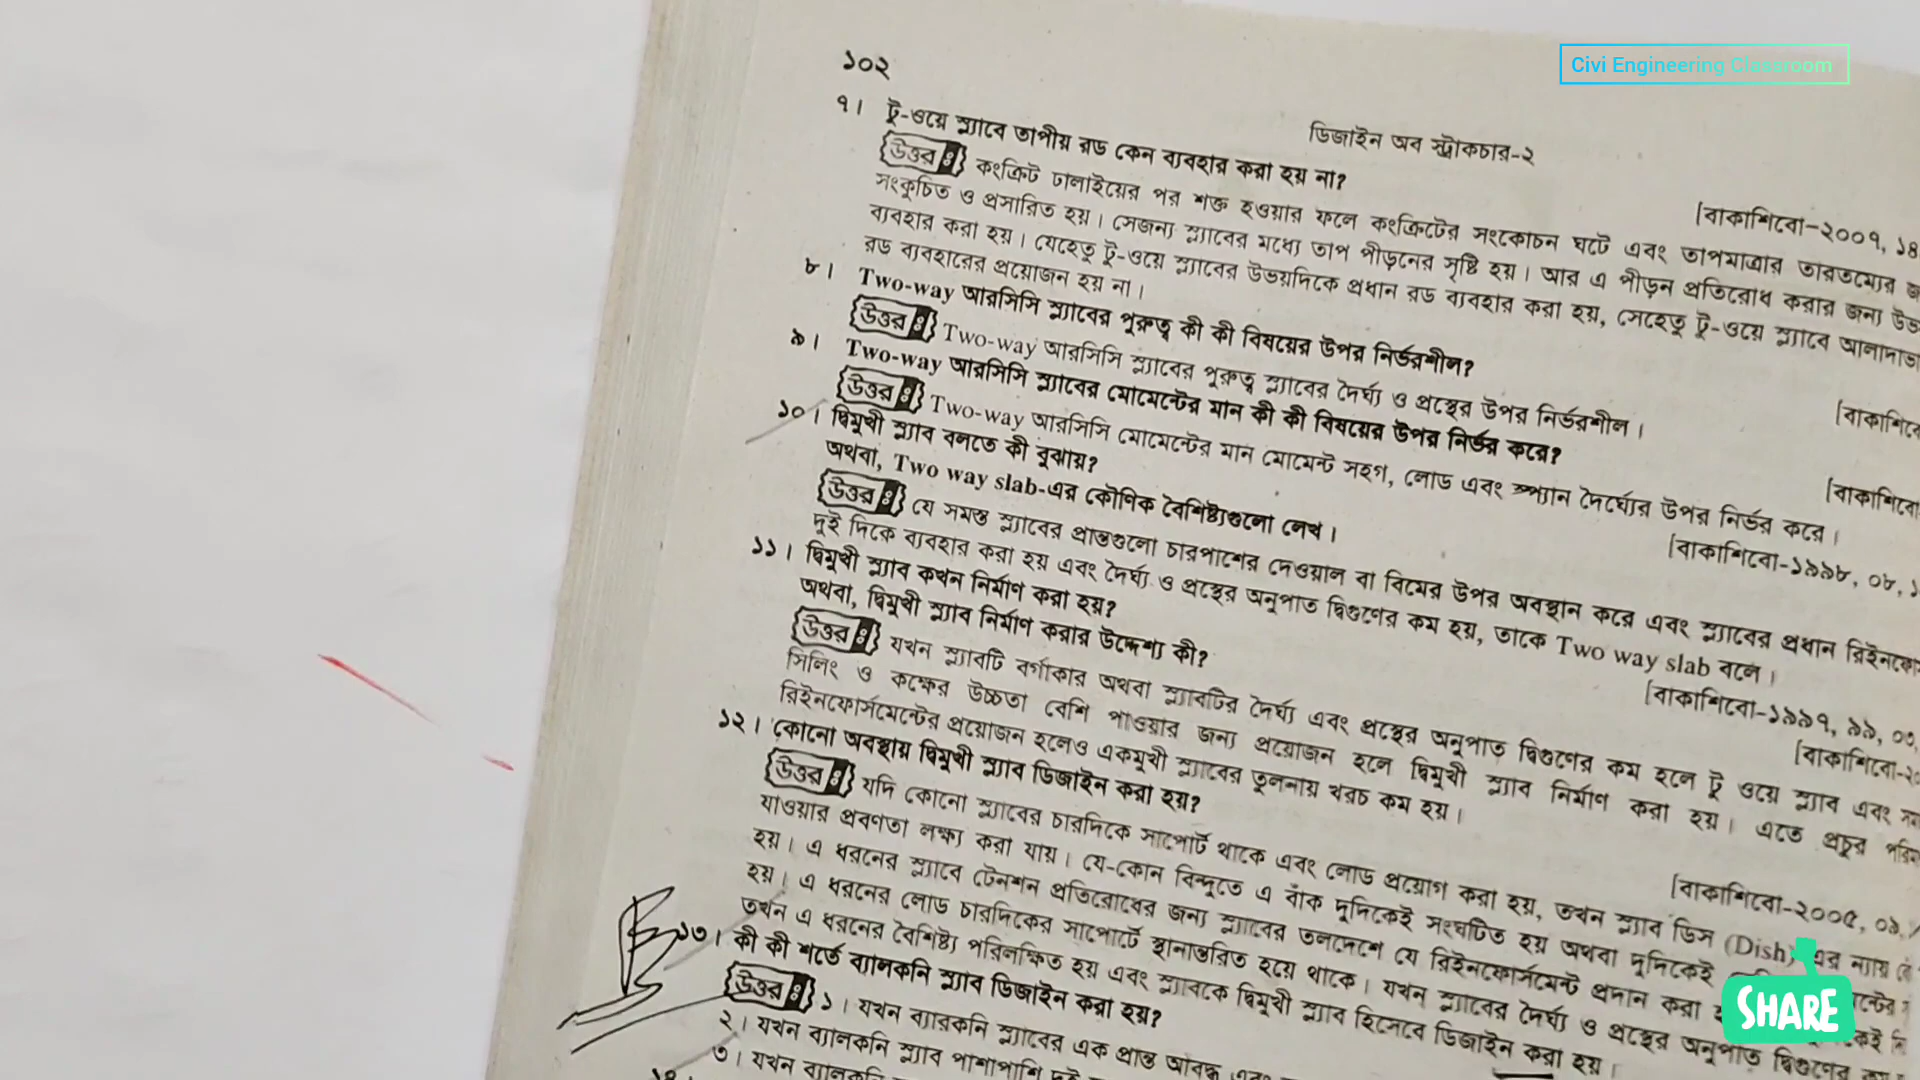 Civi Engineering Classroom
১০২
ডিজাইন অব স্ট্রাকচার-২
৭। টু-ওয়ে স্ল্যাবে তাপীয় রড কেন ব্যবহার করা হয় না?
[বাকাশিবো-২০০৭, ১৪
উত্তর ঃ কংক্রিট ঢালাইয়ের পর শক্ত হওয়ার ফলে কংক্রিটের সংকোচন ঘটে এবং তাপমাত্রার তারতম্যের
সংকুচিত ও প্রসারিত হয়। সেজন্য স্ল্যাবের মধ্যে তাপ পীড়নের সৃষ্টি হয়। আর এ পীড়ন প্রতিরোধ করার জন্য
ব্যবহার করা হয়। যেহেতু টু-ওয়ে স্ল্যাবের উভয়দিকে প্রধান রড ব্যবহার করা হয়, সেহেতু টু-ওয়ে স্ল্যাবে
রড ব্যবহারের প্রয়োজন হয় না।
৮। Two-way আরসিসি স্ল্যাবের পুরুত্ব কী কী বিষয়ের উপর নির্ভরশীল?
উত্তর ঃ Two-way আরসিসি স্ল্যাবের পুরুত্ব স্ল্যাবের দৈর্ঘ্য ও প্রস্থের উপর নির্ভরশীল।
৯। Two-way আরসিসি স্ল্যাবের মোমেন্টের মান কী কী বিষয়ের উপর নির্ভর করে?
উত্তর ঃ Two-way আরসিসি মোমেন্টের মান মোমেন্ট সহগ, লোড এবং স্প্যান দৈর্ঘ্যের উপর নির্ভর করে।
১০। দ্বিমুখী স্ল্যাব বলতে কী বুঝায়?
[বাকাশিবো-১৯৯৮, ০৮,
অথবা, Two way slab-এর কৌণিক বৈশিষ্ট্যগুলো লেখ।
উত্তর ঃ যে সমস্ত স্ল্যাবের প্রান্তগুলো চারপাশের দেওয়াল বা বিমের উপর অবস্থান করে এবং স্ল্যাবের প্রধান
দুই দিকে ব্যবহার করা হয় এবং দৈর্ঘ্য ও প্রস্থের অনুপাত দ্বিগুণের কম হয়, তাকে Two way slab বলে।
১১। দ্বিমুখী স্ল্যাব কখন নির্মাণ করা হয়?
[বাকাশিবো-১৯৯৭, ৯৯, ০৩,
অথবা, দ্বিমুখী স্ল্যাব নির্মাণ করার উদ্দেশ্য কী?
উত্তর ঃ যখন স্ল্যাবটি বর্গাকার অথবা স্ল্যাবটির দৈর্ঘ্য এবং প্রস্থের অনুপাত দ্বিগুণের কম হলে টু ওয়ে স্ল্যাব এবং
সিলিং ও কক্ষের উচ্চতা বেশি পাওয়ার জন্য প্রয়োজন হলে দ্বিমুখী স্ল্যাব নির্মাণ করা হয়। এতে প্রচুর
রিইনফোর্সমেন্টের প্রয়োজন হলেও একমুখী স্ল্যাবের তুলনায় খরচ কম হয়।
১২। কোনো অবস্থায় দ্বিমুখী স্ল্যাব ডিজাইন করা হয়?
[বাকাশিবো-২০০৫, ০৯,
উত্তর ঃ যদি কোনো স্ল্যাবের চারদিকে সাপোর্ট থাকে এবং লোড প্রয়োগ করা হয়, তখন স্ল্যাব ডিস (Dish) এর ন্যায়
যাওয়ার প্রবণতা লক্ষ্য করা যায়। যে-কোন বিন্দুতে এ বাঁক দুদিকেই সংঘটিত হয় অথবা দুদিকেই
হয়। এ ধরনের স্ল্যাবে টেনশন প্রতিরোধের জন্য স্ল্যাবের তলদেশে যে রিইনফোর্সমেন্ট প্রদান করা
হয়। এ ধরনের লোড চারদিকের সাপোর্টে স্থানান্তরিত হয়ে থাকে। যখন স্ল্যাবের দৈর্ঘ্য ও প্রস্থের অনুপাত দ্বিগুণের
তখন এ ধরনের বৈশিষ্ট্য পরিলক্ষিত হয় এবং স্ল্যাবকে দ্বিমুখী স্ল্যাব হিসেবে ডিজাইন করা হয়।
১৩। কী কী শর্তে ব্যালকনি স্ল্যাব ডিজাইন করা হয়?
উত্তর ঃ ১। যখন ব্যালকনি স্ল্যাবের এক প্রান্ত আবদ্ধ
২। যখন ব্যালকনি স্ল্যাব পাশাপাশি দুই
৩। যখন ব্যালকনি
SHARE